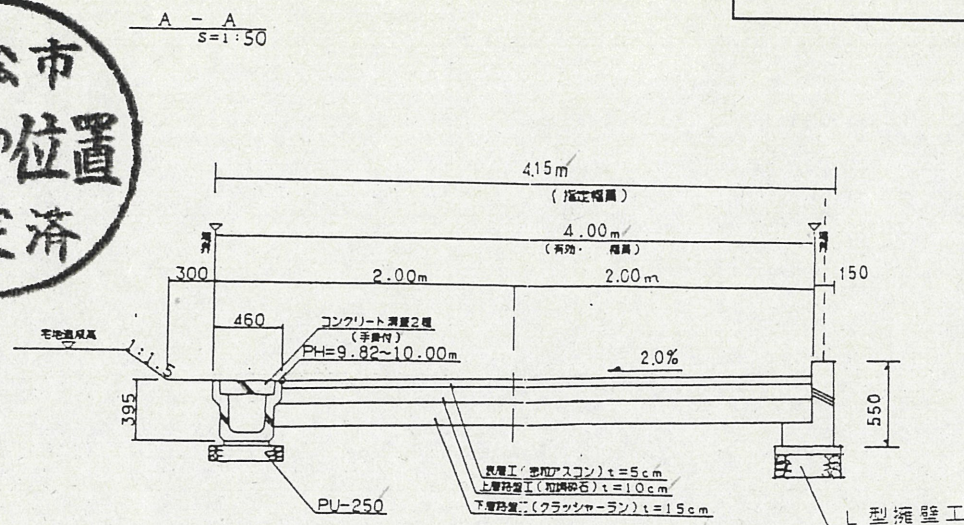 A - A
S=1:50
市
位置
済
4.15m
(指定幅員)
4.00m
(有効・幅員)
境界
境界
300
2.00m
2.00m
150
460
コンクリート溝蓋2種
(手掛付)
PH=9.82~10.00m
宅地造成高
1:1.5
2.0%
395
550
表層工(密粒アスコン)t=5cm
上層路盤工(粒調砕石)t=10cm
下層路盤工(クラッシャーラン)t=15cm
PU-250
L型擁壁工